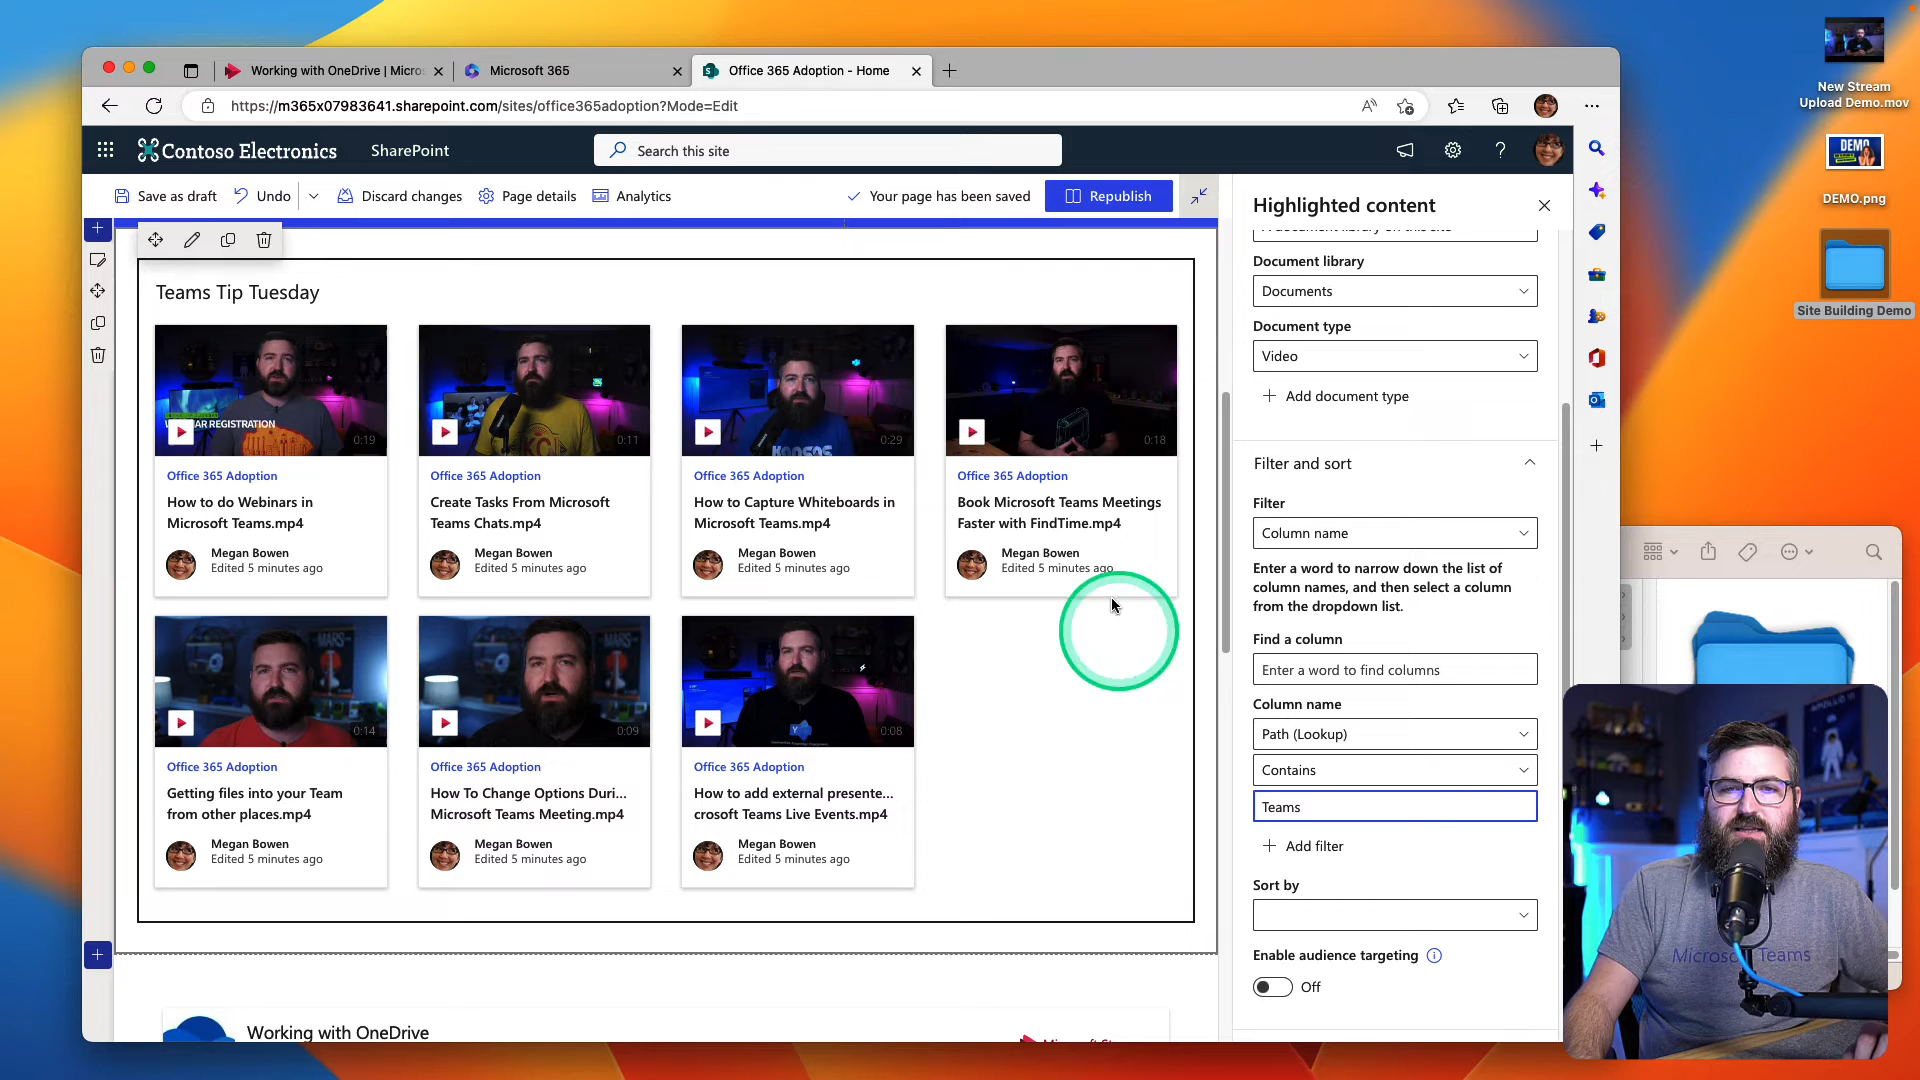 Working with OneDrive | Micros
Microsoft 365
Office 365 Adoption - Home
https://m365x07983641.sharepoint.com/sites/office365adoption?Mode=Edit
Contoso Electronics
SharePoint
Search this site
Save as draft
Undo
Discard changes
Page details
Analytics
Your page has been saved
Republish
Teams Tip Tuesday
AR REGISTRATION
0:19
0:11
KANSAS
0:29
0:18
Office 365 Adoption
Office 365 Adoption
Office 365 Adoption
Office 365 Adoption
How to do Webinars in
Microsoft Teams.mp4
Create Tasks From Microsoft
Teams Chats.mp4
How to Capture Whiteboards in
Microsoft Teams.mp4
Book Microsoft Teams Meetings
Faster with FindTime.mp4
Megan Bowen
Edited 5 minutes ago
Megan Bowen
Edited 5 minutes ago
Megan Bowen
Edited 5 minutes ago
Megan Bowen
Edited 5 minutes ago
MARS
0:14
0:09
0:08
Office 365 Adoption
Office 365 Adoption
Office 365 Adoption
Getting files into your Team
from other places.mp4
How To Change Options Duri...
Microsoft Teams Meeting.mp4
How to add external presente...
crosoft Teams Live Events.mp4
Megan Bowen
Edited 5 minutes ago
Megan Bowen
Edited 5 minutes ago
Megan Bowen
Edited 5 minutes ago
Working with OneDrive
Highlighted content
A document library on this site
Document library
Documents
Document type
Video
Add document type
Filter and sort
Filter
Column name
Enter a word to narrow down the list of
column names, and then select a column
from the dropdown list.
Find a column
Enter a word to find columns
Column name
Path (Lookup)
Contains
Teams
Add filter
Sort by
Enable audience targeting
Off
New Stream
Upload Demo.mov
DEMO
DEMO.png
Site Building Demo
Microsoft Teams